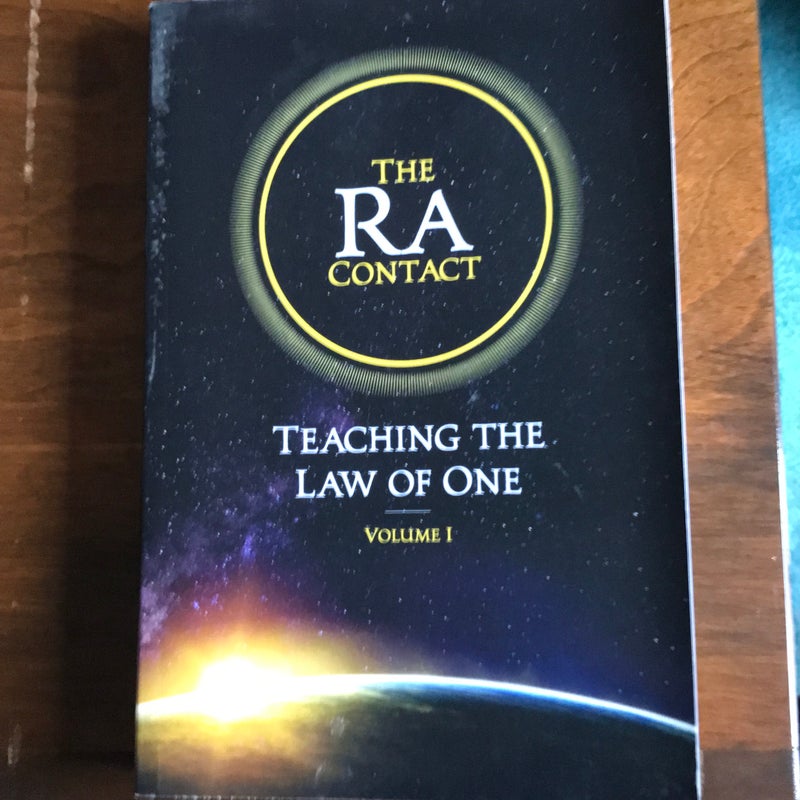 THE
RA
CONTACT
TEACHING THE
LAW OF ONE
VOLUME I